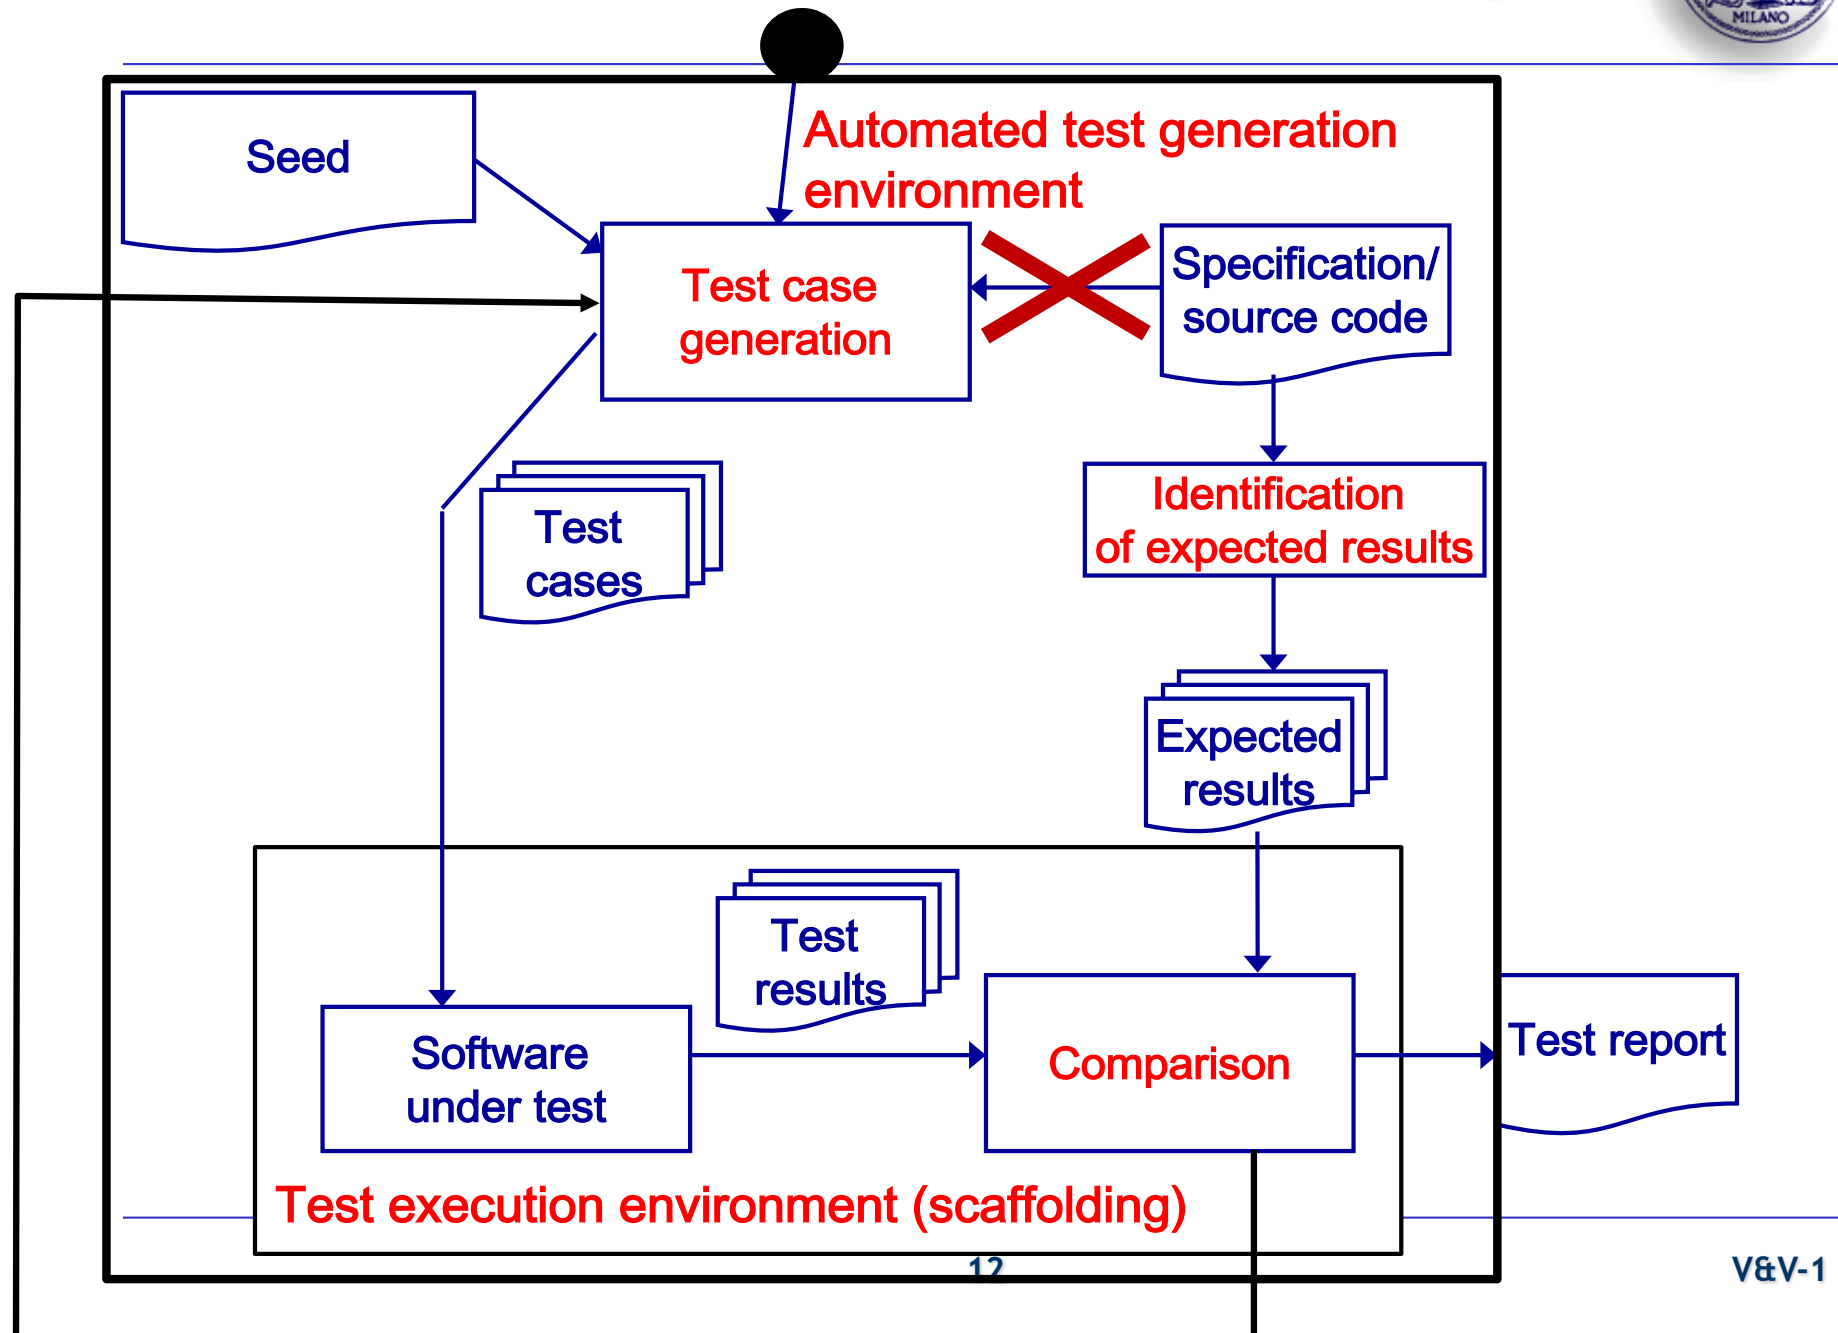 MILANO
Automated test generation
environment
Seed
Test case
generation
Specification/
source code
Identification
of expected results
Test
cases
Expected
results
Test
results
Software
under test
Comparison
Test report
Test execution environment (scaffolding)
12
V&V-1